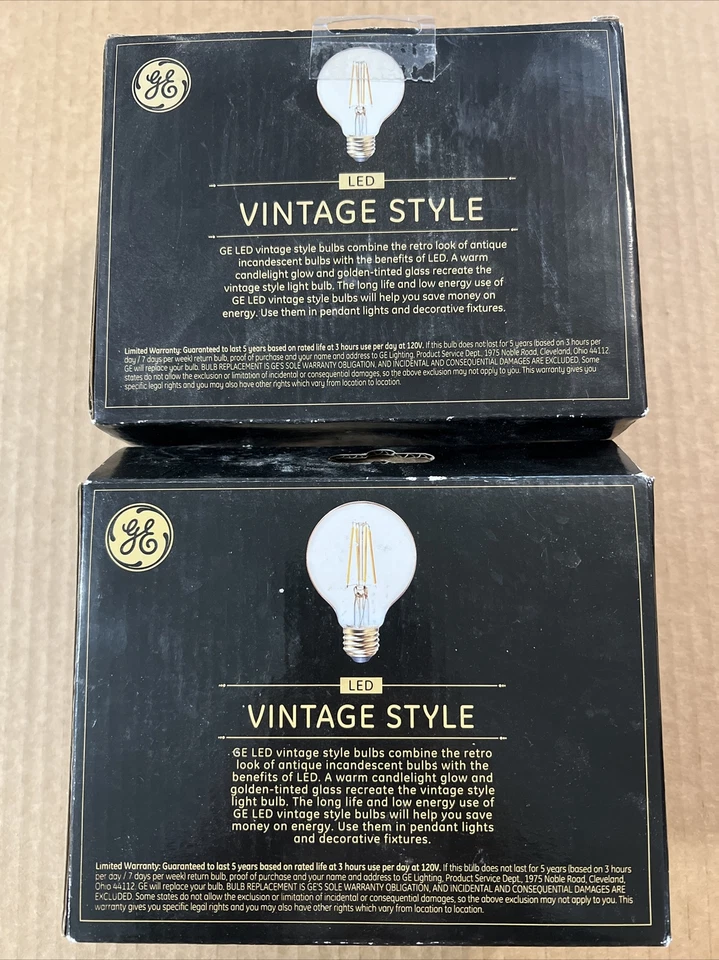 GE
LED
VINTAGE STYLE
GE LED vintage style bulbs combine the retro look of antique
incandescent bulbs with the benefits of LED. A warm
candlelight glow and golden-tinted glass recreate the
vintage style light bulb. The long life and low energy use of
GE LED vintage style bulbs will help you save money on
energy. Use them in pendant lights and decorative fixtures.
Limited Warranty: Guaranteed to last 5 years based on rated life at 3 hours use per day at 120V. If this bulb does not last for 5 years (based on 3 hours per
day / 7 days per week) return bulb, proof of purchase and your name and address to GE Lighting, Product Service Dept., 1975 Noble Road, Cleveland, Ohio 44112.
GE will replace your bulb. BULB REPLACEMENT IS GE'S SOLE WARRANTY OBLIGATION, AND INCIDENTAL AND CONSEQUENTIAL DAMAGES ARE EXCLUDED. Some
states do not allow the exclusion or limitation of incidental or consequential damages, so the above exclusion may not apply to you. This warranty gives you
specific legal rights and you may also have other rights which vary from location to location.
GE
LED
VINTAGE STYLE
GE LED vintage style bulbs combine the retro
look of antique incandescent bulbs with the
benefits of LED. A warm candlelight glow and
golden-tinted glass recreate the vintage style
light bulb. The long life and low energy use of
GE LED vintage style bulbs will help you save
money on energy. Use them in pendant lights
and decorative fixtures.
Limited Warranty: Guaranteed to last 5 years based on rated life at 3 hours use per day at 120V. If this bulb does not last for 5 years (based on 3 hours
per day / 7 days per week) return bulb, proof of purchase and your name and address to GE Lighting, Product Service Dept., 1975 Noble Road, Cleveland,
Ohio 44112. GE will replace your bulb. BULB REPLACEMENT IS GE'S SOLE WARRANTY OBLIGATION, AND INCIDENTAL AND CONSEQUENTIAL DAMAGES ARE
EXCLUDED. Some states do not allow the exclusion or limitation of incidental or consequential damages, so the above exclusion may not apply to you. This
warranty gives you specific legal rights and you may also have other rights which vary from location to location.